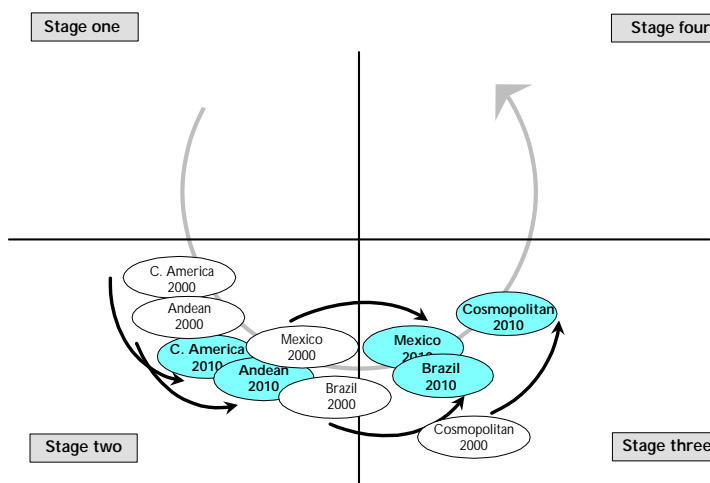 Stage one
Stage four
C. America
2000
Andean
2000
C. America
2010
Andean
2010
Mexico
2000
Brazil
2000
Mexico
2010
Brazil
2010
Cosmopolitan
2010
Cosmopolitan
2000
Stage two
Stage three